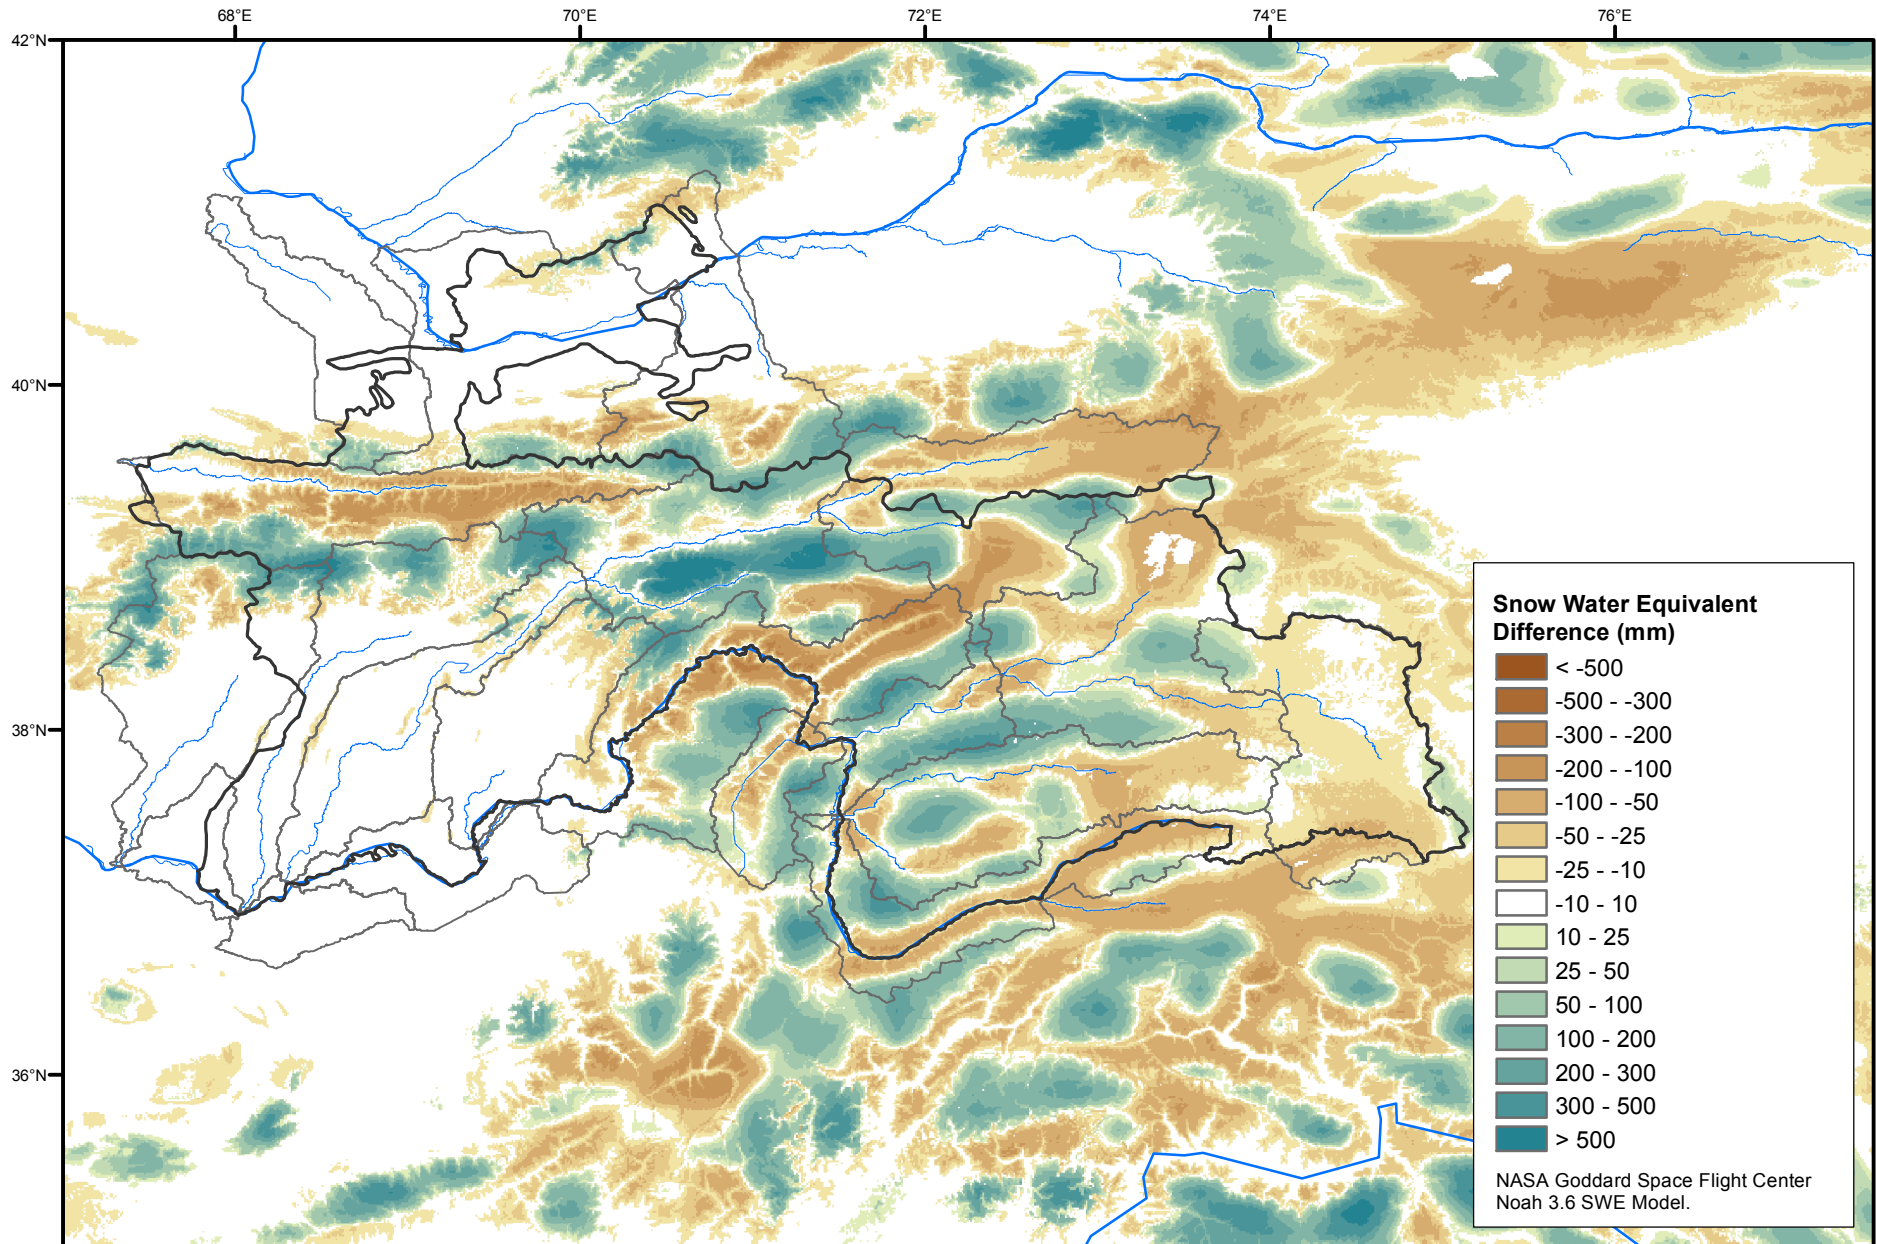 68°E 70°E 72°E 74°E 76°E
42°N
40°N
38°N
36°N
Snow Water Equivalent
Difference (mm)
< -500
-500 - -300
-300 - -200
-200 - -100
-100 - -50
-50 - -25
-25 - -10
-10 - 10
10 - 25
25 - 50
50 - 100
100 - 200
200 - 300
300 - 500
> 500
NASA Goddard Space Flight Center
Noah 3.6 SWE Model.